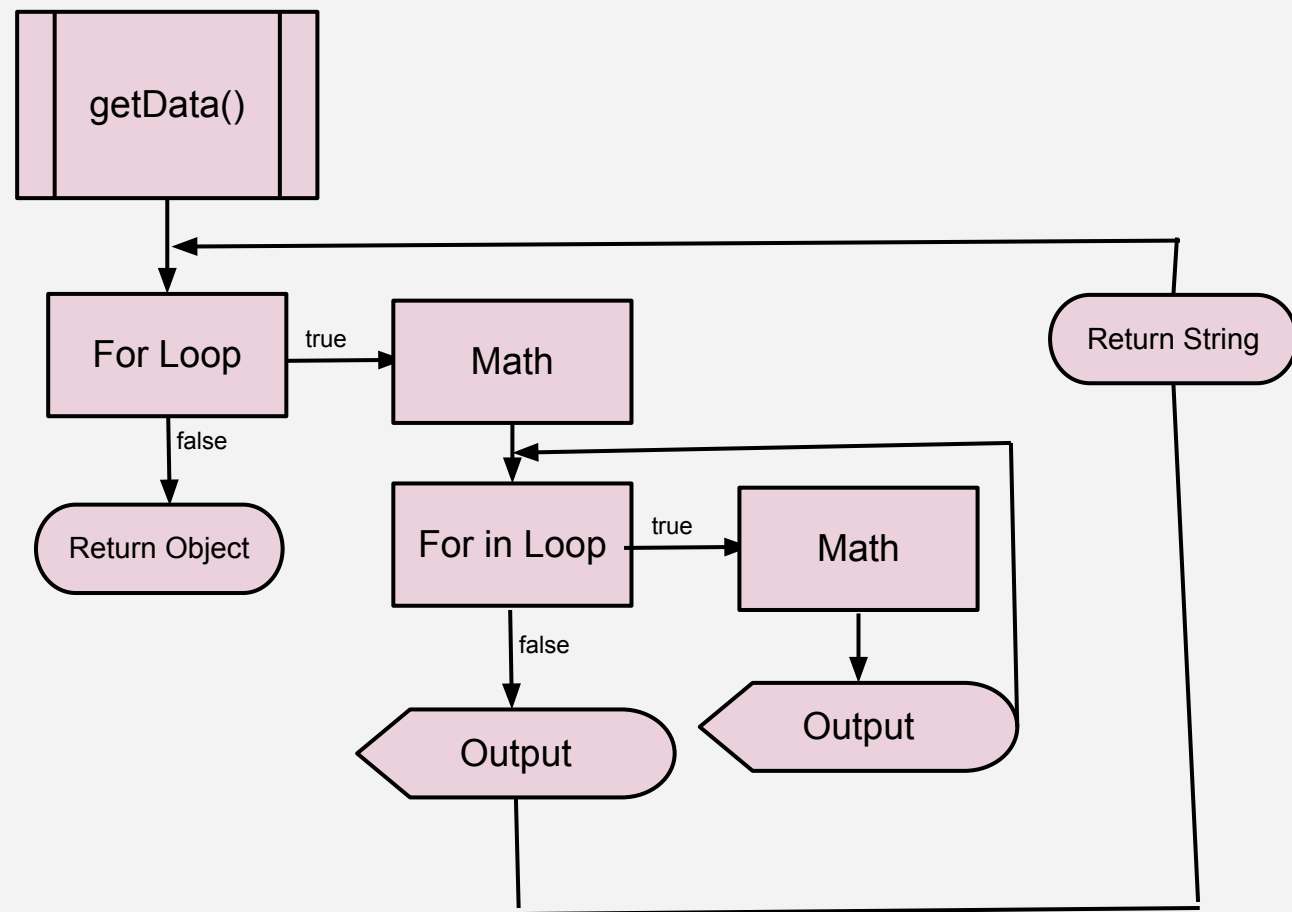 getData()
For Loop
true
Math
Return String
false
Return Object
For in Loop
true
Math
false
Output
Output